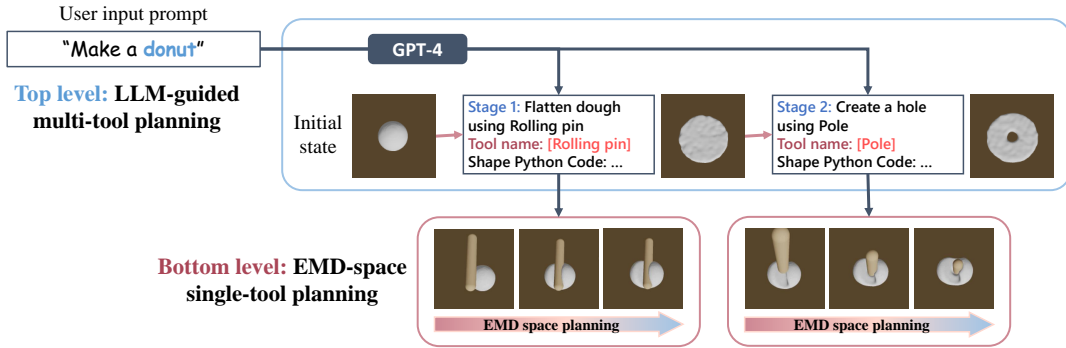 User input prompt
"Make a donut"
GPT-4
Top level: LLM-guided
multi-tool planning
Initial
state
Stage 1: Flatten dough
using Rolling pin
Tool name: [Rolling pin]
Shape Python Code: ...
Stage 2: Create a hole
using Pole
Tool name: [Pole]
Shape Python Code: ...
Bottom level: EMD-space
single-tool planning
EMD space planning
EMD space planning